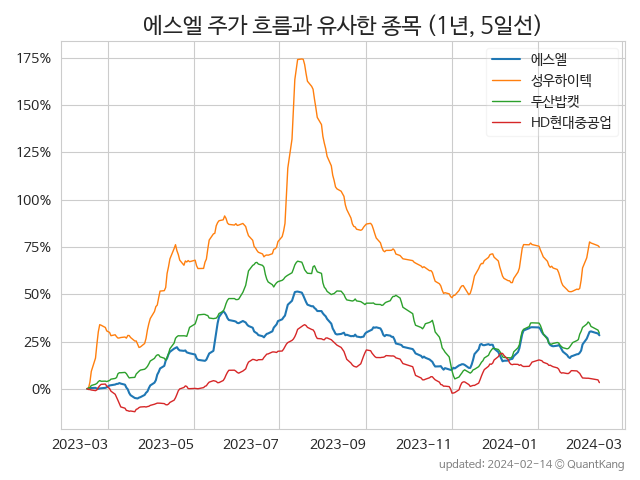 에스엘 주가 흐름과 유사한 종목 (1년, 5일선)
에스엘
성우하이텍
두산밥캣
HD현대중공업
175%
150%
125%
100%
75%
50%
25%
0%
2023-03 2023-05 2023-07 2023-09 2023-11 2024-01 2024-03
updated: 2024-02-14 © QuantKang